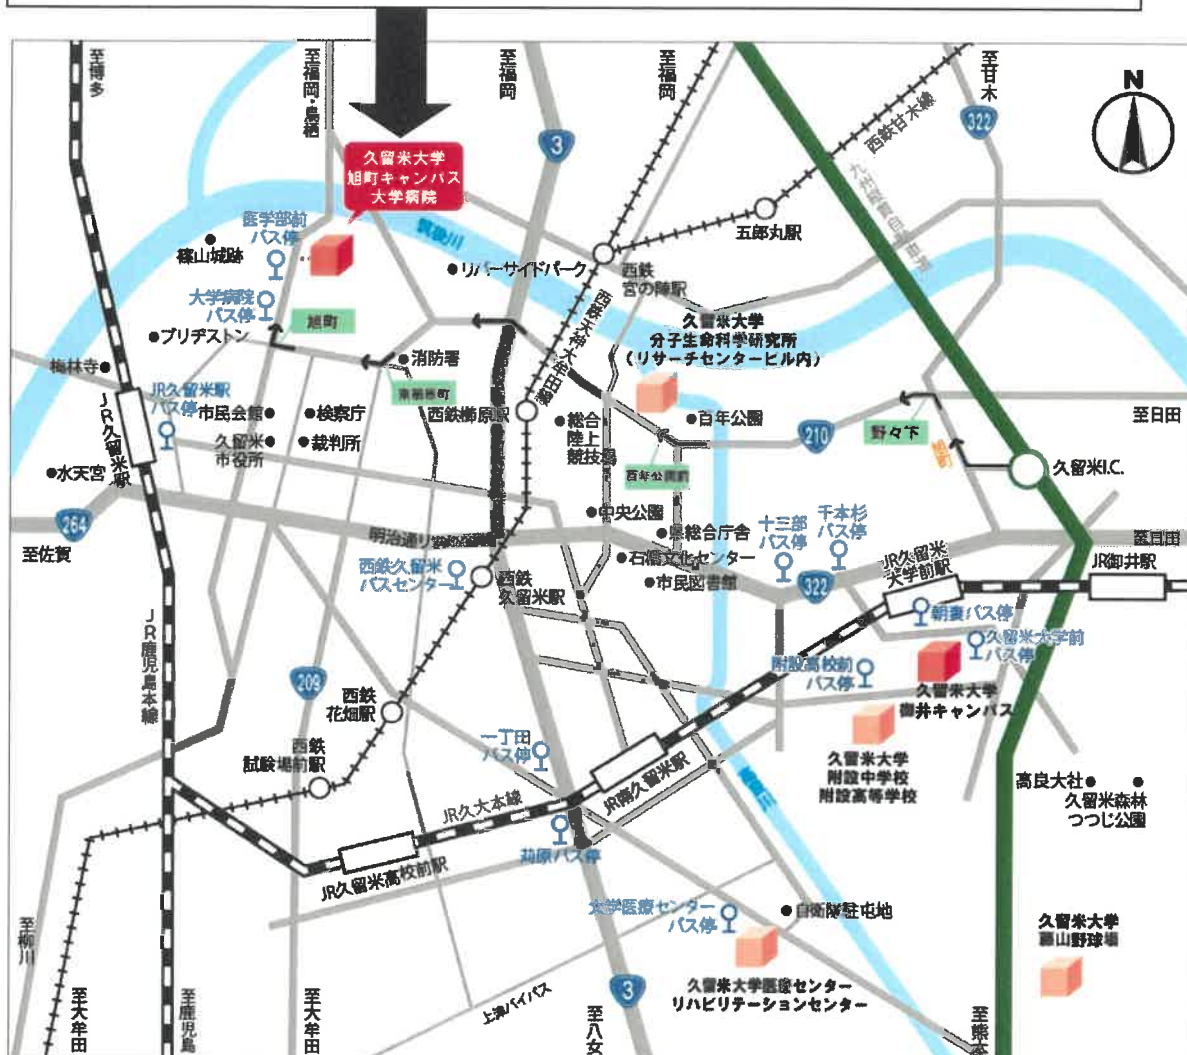 至博多
至福岡・鳥栖
至福岡
至福岡
至甘木
N
3
322
西鉄甘木線
久留米大学
旭町キャンパス
大学病院
医学部前
バス停
篠山城跡
筑後川
五郎丸駅
リバーサイドパーク
西鉄
宮の陣駅
大学病院
バス停
旭町
ブリヂストン
西鉄天神大牟田線
久留米大学
分子生命科学研究所
(リサーチセンタービル内)
梅林寺
消防署
JR久留米駅
バス停
市民会館
検察庁
西鉄櫛原駅
百年公園
至日田
総合
陸上
競技場
210
野々下
JR久留米駅
久留米
市役所
裁判所
水天宮
百年公園前
久留米I.C.
264
至佐賀
中央公園
県総合庁舎
十三部
バス停
千本杉
バス停
明治通り
石橋文化センター
JR久留米
大学前駅
JR御井駅
西鉄久留米
バスセンター
西鉄
久留米駅
市民図書館
322
朝妻バス停
JR鹿児島本線
久留米大学前
バス停
附設高校前
バス停
209
西鉄
花畑駅
久留米大学
御井キャンパス
一丁田
バス停
西鉄
試験場前駅
JR南久留米駅
久留米大学
附設中学校
附設高等学校
高良大社
久留米森林
つつじ公園
JR久大本線
苅原バス停
JR久留米高校前駅
大学医療センター
バス停
自衛隊駐屯地
久留米大学
野球場
至柳川
久留米大学医療センター
リハビリテーションセンター
3
上津バイパス
至大牟田
至鹿児島
至大牟田
至八女
至熊本